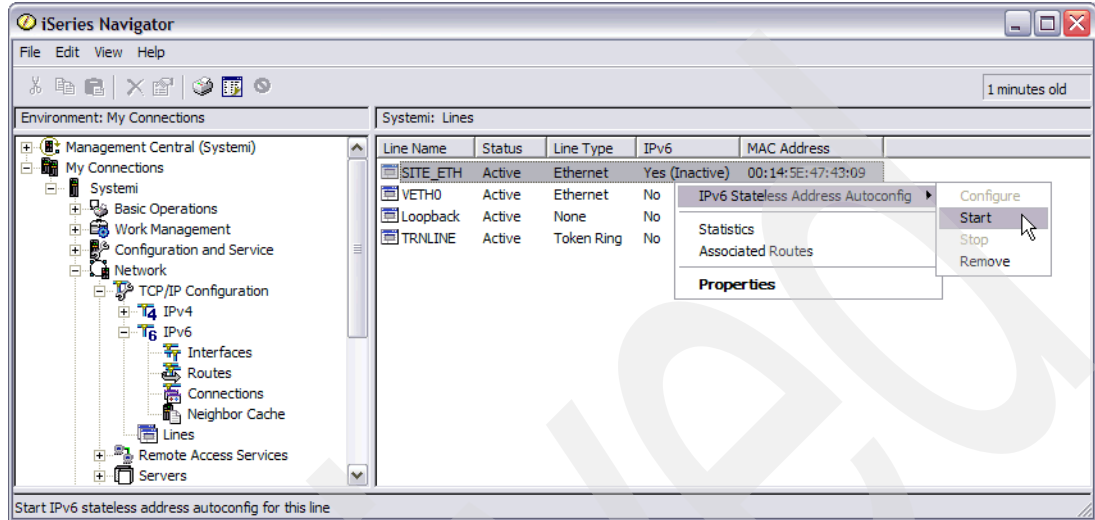 iSeries Navigator
File Edit View Help
1 minutes old
Environment: My Connections
Systemi: Lines
Management Central (Systemi)
My Connections
Systemi
Basic Operations
Work Management
Configuration and Service
Network
TCP/IP Configuration
IPv4
IPv6
Interfaces
Routes
Connections
Neighbor Cache
Lines
Remote Access Services
Servers
Line Name Status Line Type IPv6 MAC Address
SITE_ETH Active Ethernet Yes (Inactive) 00:14:5E:47:43:09
VETH0 Active Ethernet No
Loopback Active None No
TRNLINE Active Token Ring No
IPv6 Stateless Address Autoconfig
Statistics
Associated Routes
Properties
Configure
Start
Stop
Remove
Start IPv6 stateless address autoconfig for this line